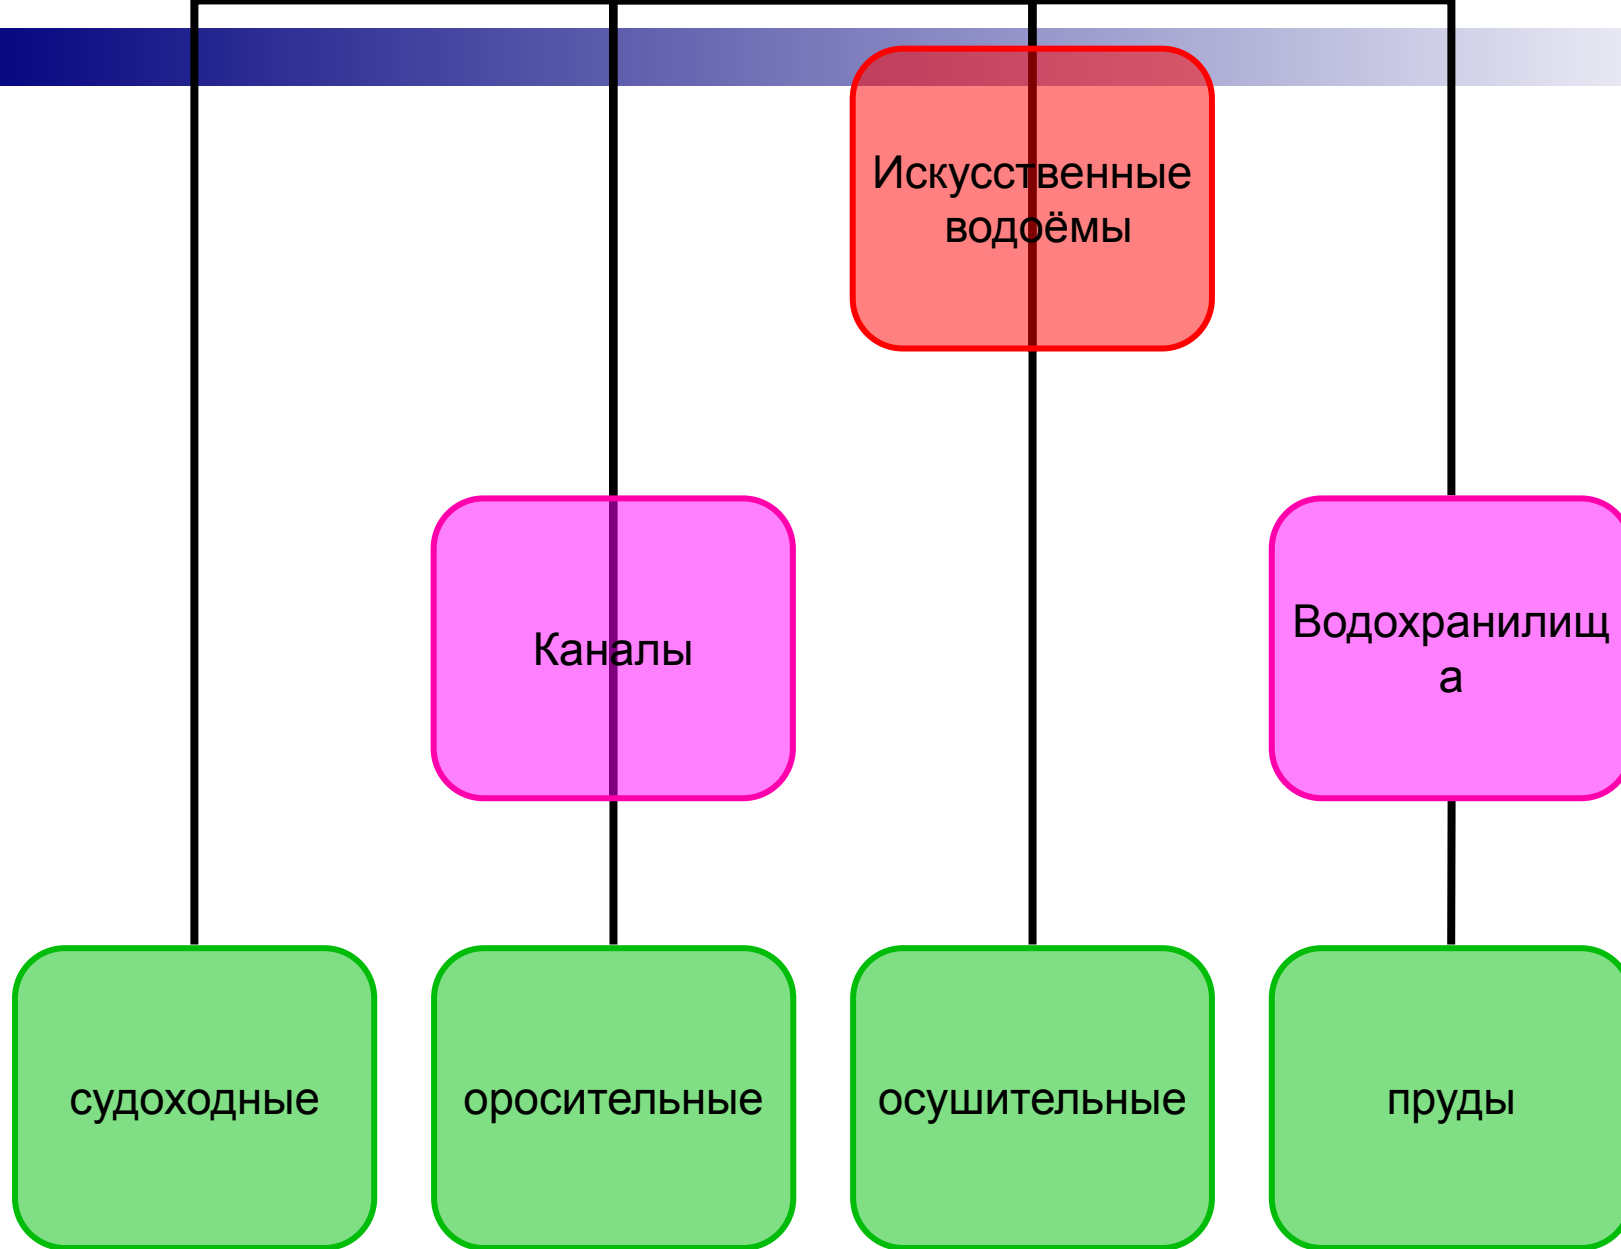 Искусственные
водоёмы
Каналы
Водохранилищ
а
судоходные
оросительные
осушительные
пруды